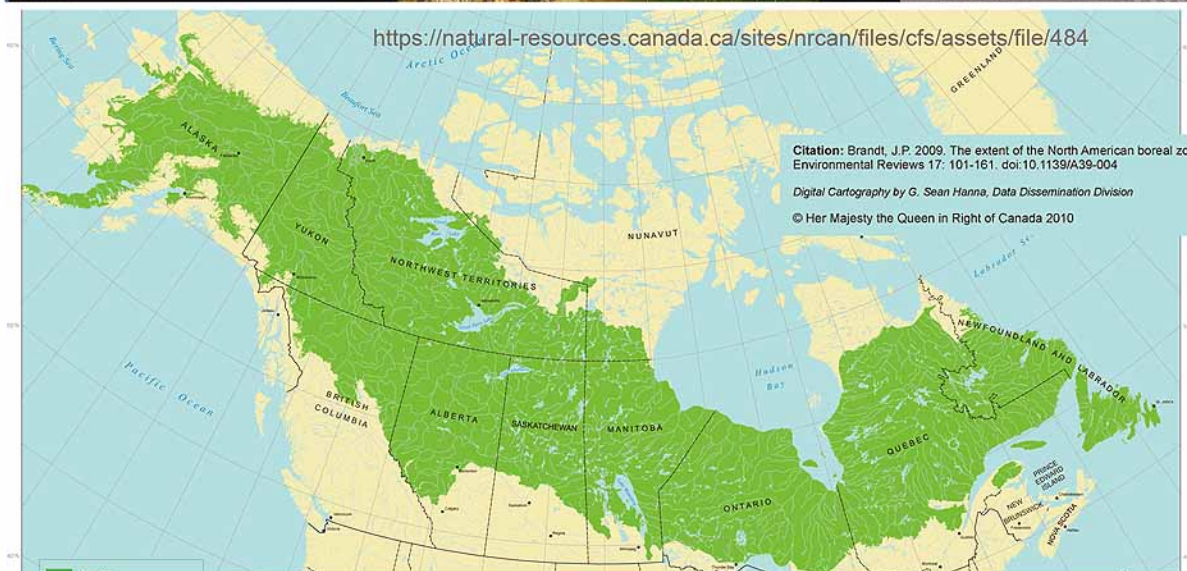 https://natural-resources.canada.ca/sites/nrcan/files/cfs/assets/file/484
Bering Sea
Arctic Oce
Beaufort Sea
GREENLAND
Citation: Brandt, J.P. 2009. The extent of the North American boreal zo
Environmental Reviews 17: 101-161. doi:10.1139/A39-004
Digital Cartography by G. Sean Hanna, Data Dissemination Division
© Her Majesty the Queen in Right of Canada 2010
ALASKA
YUKON
NUNAVUT
NORTHWEST TERRITORIES
Labrador Se
NEWFOUNDLAND AND LABRADOR
Pacific Ocean
Hudson
Bay
BRITISH
COLUMBIA
ALBERTA
SASKATCHEWAN
MANITOBA
QUEBEC
ONTARIO
PRINCE
EDWARD
ISLAND
NEW
BRUNSWICK
NOVA SCOTIA
Calgary